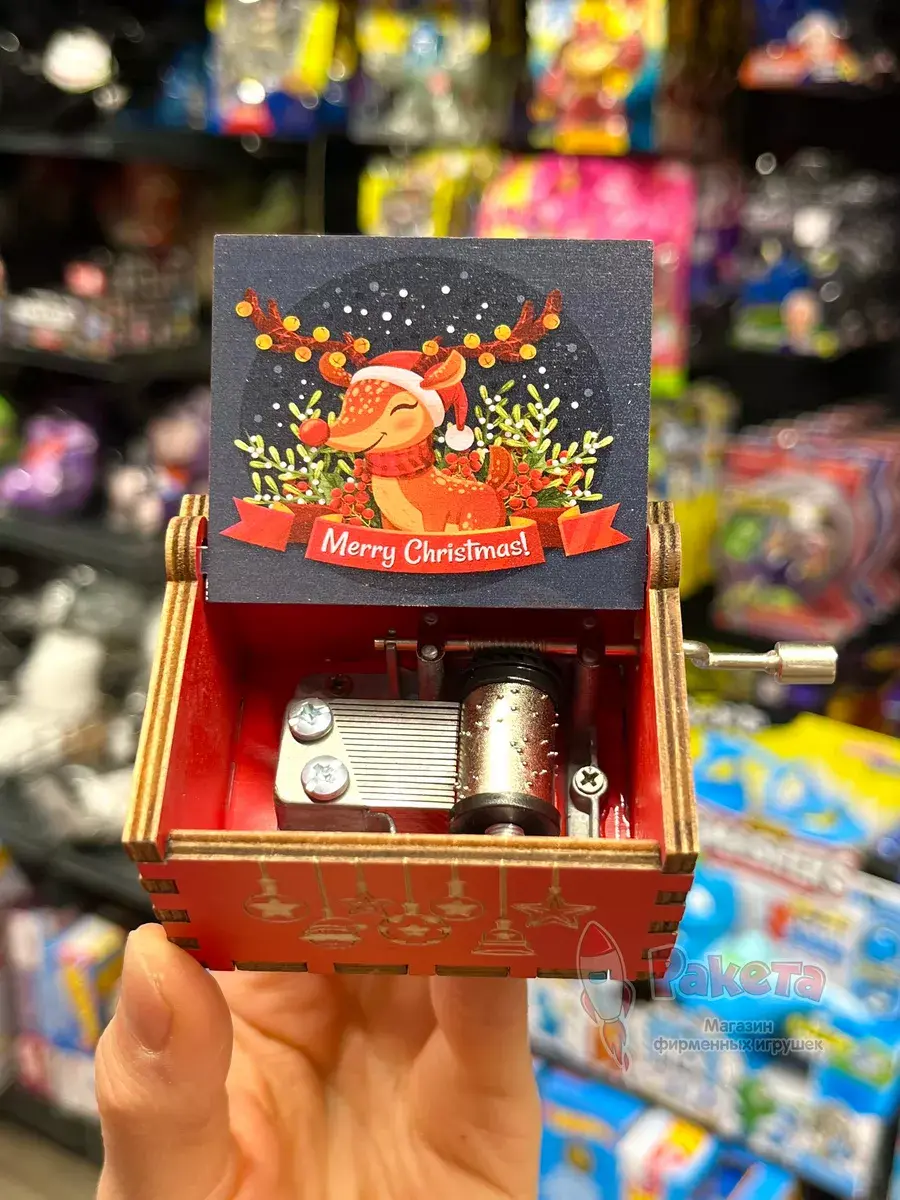 Merry Christmas!
Ракета
Магазин
фирменных игрушек